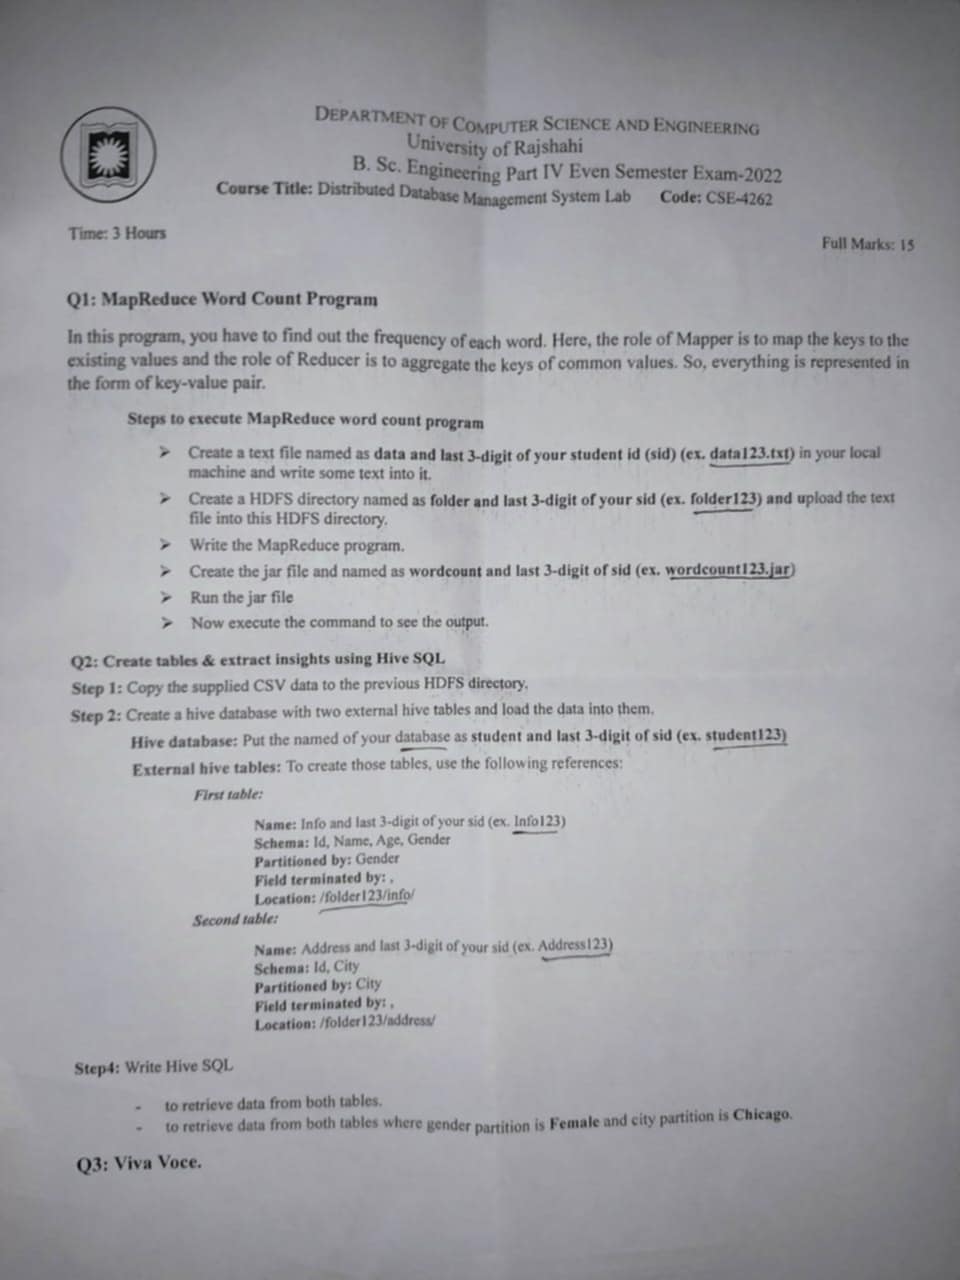 DEPARTMENT OF COMPUTER SCIENCE AND ENGINEERING
University of Rajshahi
B. Sc. Engineering Part IV Even Semester Exam-2022
Course Title: Distributed Database Management System Lab Code: CSE-4262
Time: 3 Hours
Full Marks: 15
Q1: MapReduce Word Count Program
In this program, you have to find out the frequency of each word. Here, the role of Mapper is to map the keys to the
existing values and the role of Reducer is to aggregate the keys of common values. So, everything is represented in
the form of key-value pair.
Steps to execute MapReduce word count program
➢ Create a text file named as data and last 3-digit of your student id (sid) (ex. data123.txt) in your local
machine and write some text into it.
➢ Create a HDFS directory named as folder and last 3-digit of your sid (ex. folder123) and upload the text
file into this HDFS directory.
➢ Write the MapReduce program.
➢ Create the jar file and named as wordcount and last 3-digit of sid (ex. wordcount123.jar)
➢ Run the jar file
➢ Now execute the command to see the output.
Q2: Create tables & extract insights using Hive SQL
Step 1: Copy the supplied CSV data to the previous HDFS directory.
Step 2: Create a hive database with two external hive tables and load the data into them.
Hive database: Put the named of your database as student and last 3-digit of sid (ex. student123)
External hive tables: To create those tables, use the following references:
First table:
Name: Info and last 3-digit of your sid (ex. Info123)
Schema: Id, Name, Age, Gender
Partitioned by: Gender
Field terminated by: ,
Location: /folder123/info/
Second table:
Name: Address and last 3-digit of your sid (ex. Address123)
Schema: Id, City
Partitioned by: City
Field terminated by: ,
Location: /folder123/address/
Step4: Write Hive SQL
- to retrieve data from both tables.
- to retrieve data from both tables where gender partition is Female and city partition is Chicago.
Q3: Viva Voce.